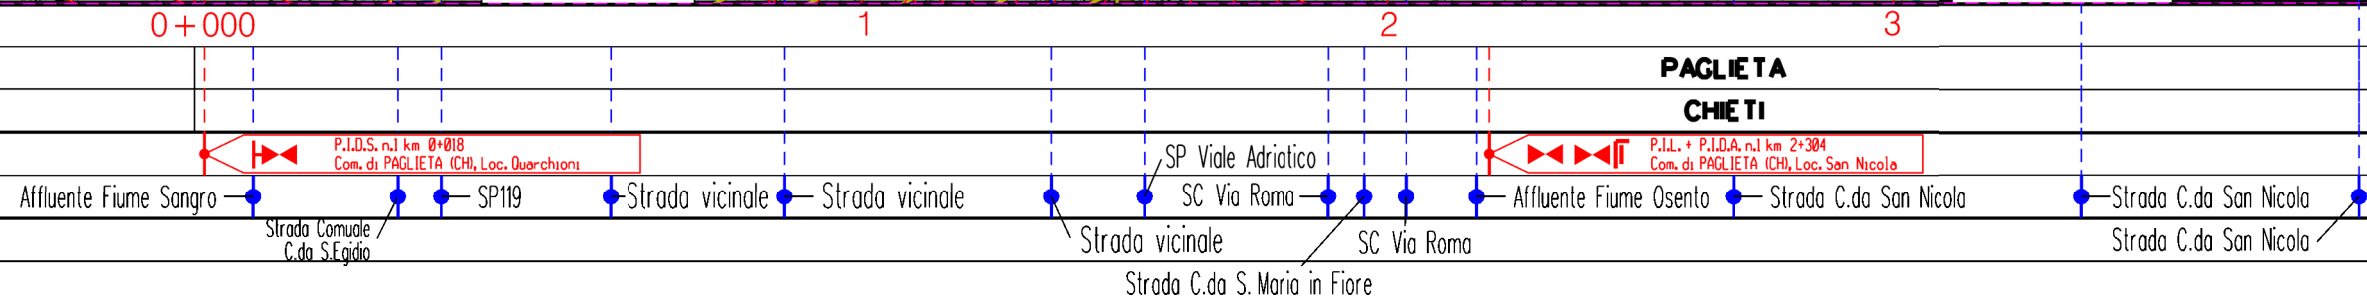 0+000 1 2 3
PAGLIETA
CHIETI
P.I.D.S. n.1 km 0+018
Com. di PAGLIETA (CH), Loc. Quarchioni
P.I.L. + P.I.D.A. n.1 km 2+304
Com. di PAGLIETA (CH), Loc. San Nicola
SP Viale Adriatico
Affluente Fiume Sangro
SP119
Strada vicinale
Strada vicinale
SC Via Roma
Affluente Fiume Osento
Strada C.da San Nicola
Strada C.da San Nicola
Strada Comuale
C.da S.Egidio
Strada vicinale
SC Via Roma
Strada C.da San Nicola
Strada C.da S. Maria in Fiore